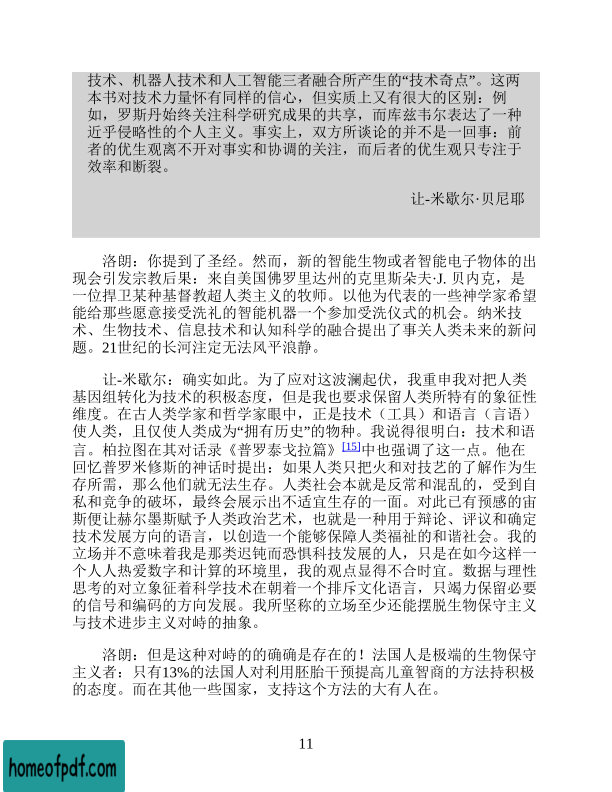 技术、机器人技术和人工智能三者融合所产生的“技术奇点”。这两
本书对技术力量怀有同样的信心，但实质上又有很大的区别：例
如，罗斯丹始终关注科学研究成果的共享，而库兹韦尔表达了一种
近乎侵略性的个人主义。事实上，双方所谈论的并不是一回事：前
者的优生观离不开对事实和协调的关注，而后者的优生观只专注于
效率和断裂。
让-米歇尔·贝尼耶
洛朗：你提到了圣经。然而，新的智能生物或者智能电子物体的出
现会引发宗教后果：来自美国佛罗里达州的克里斯朵夫·J. 贝内克，是
一位捍卫某种基督教超人类主义的牧师。以他为代表的一些神学家希望
能给那些愿意接受洗礼的智能机器一个参加受洗仪式的机会。纳米技
术、生物技术、信息技术和认知科学的融合提出了事关人类未来的新问
题。21世纪的长河注定无法风平浪静。
让-米歇尔：确实如此。为了应对这波澜起伏，我重申我对把人类
基因组转化为技术的积极态度，但是我也要求保留人类所特有的象征性
维度。在古人类学家和哲学家眼中，正是技术（工具）和语言（言语）
使人类，且仅使人类成为“拥有历史”的物种。我说得很明白：技术和语
言。柏拉图在其对话录《普罗泰戈拉篇》[15]中也强调了这一点。他在
回忆普罗米修斯的神话时提出：如果人类只把火和对技艺的了解作为生
存所需，那么他们就无法生存。人类社会本就是反常和混乱的，受到自
私和竞争的破坏，最终会展示出不适宜生存的一面。对此已有预感的宙
斯便让赫尔墨斯赋予人类政治艺术，也就是一种用于辩论、评议和确定
技术发展方向的语言，以创造一个能够保障人类福祉的和谐社会。我的
立场并不意味着我是那类迟钝而恐惧科技发展的人，只是在如今这样一
个人人热爱数字和计算的环境里，我的观点显得不合时宜。数据与理性
思考的对立象征着科学技术在朝着一个排斥文化语言，只竭力保留必要
的信号和编码的方向发展。我所坚称的立场至少还能摆脱生物保守主义
与技术进步主义对峙的抽象。
洛朗：但是这种对峙的的确确是存在的！法国人是极端的生物保守
主义者：只有13%的法国人对利用胚胎干预提高儿童智商的方法持积极
的态度。而在其他一些国家，支持这个方法的大有人在。
11
homeofpdf.com